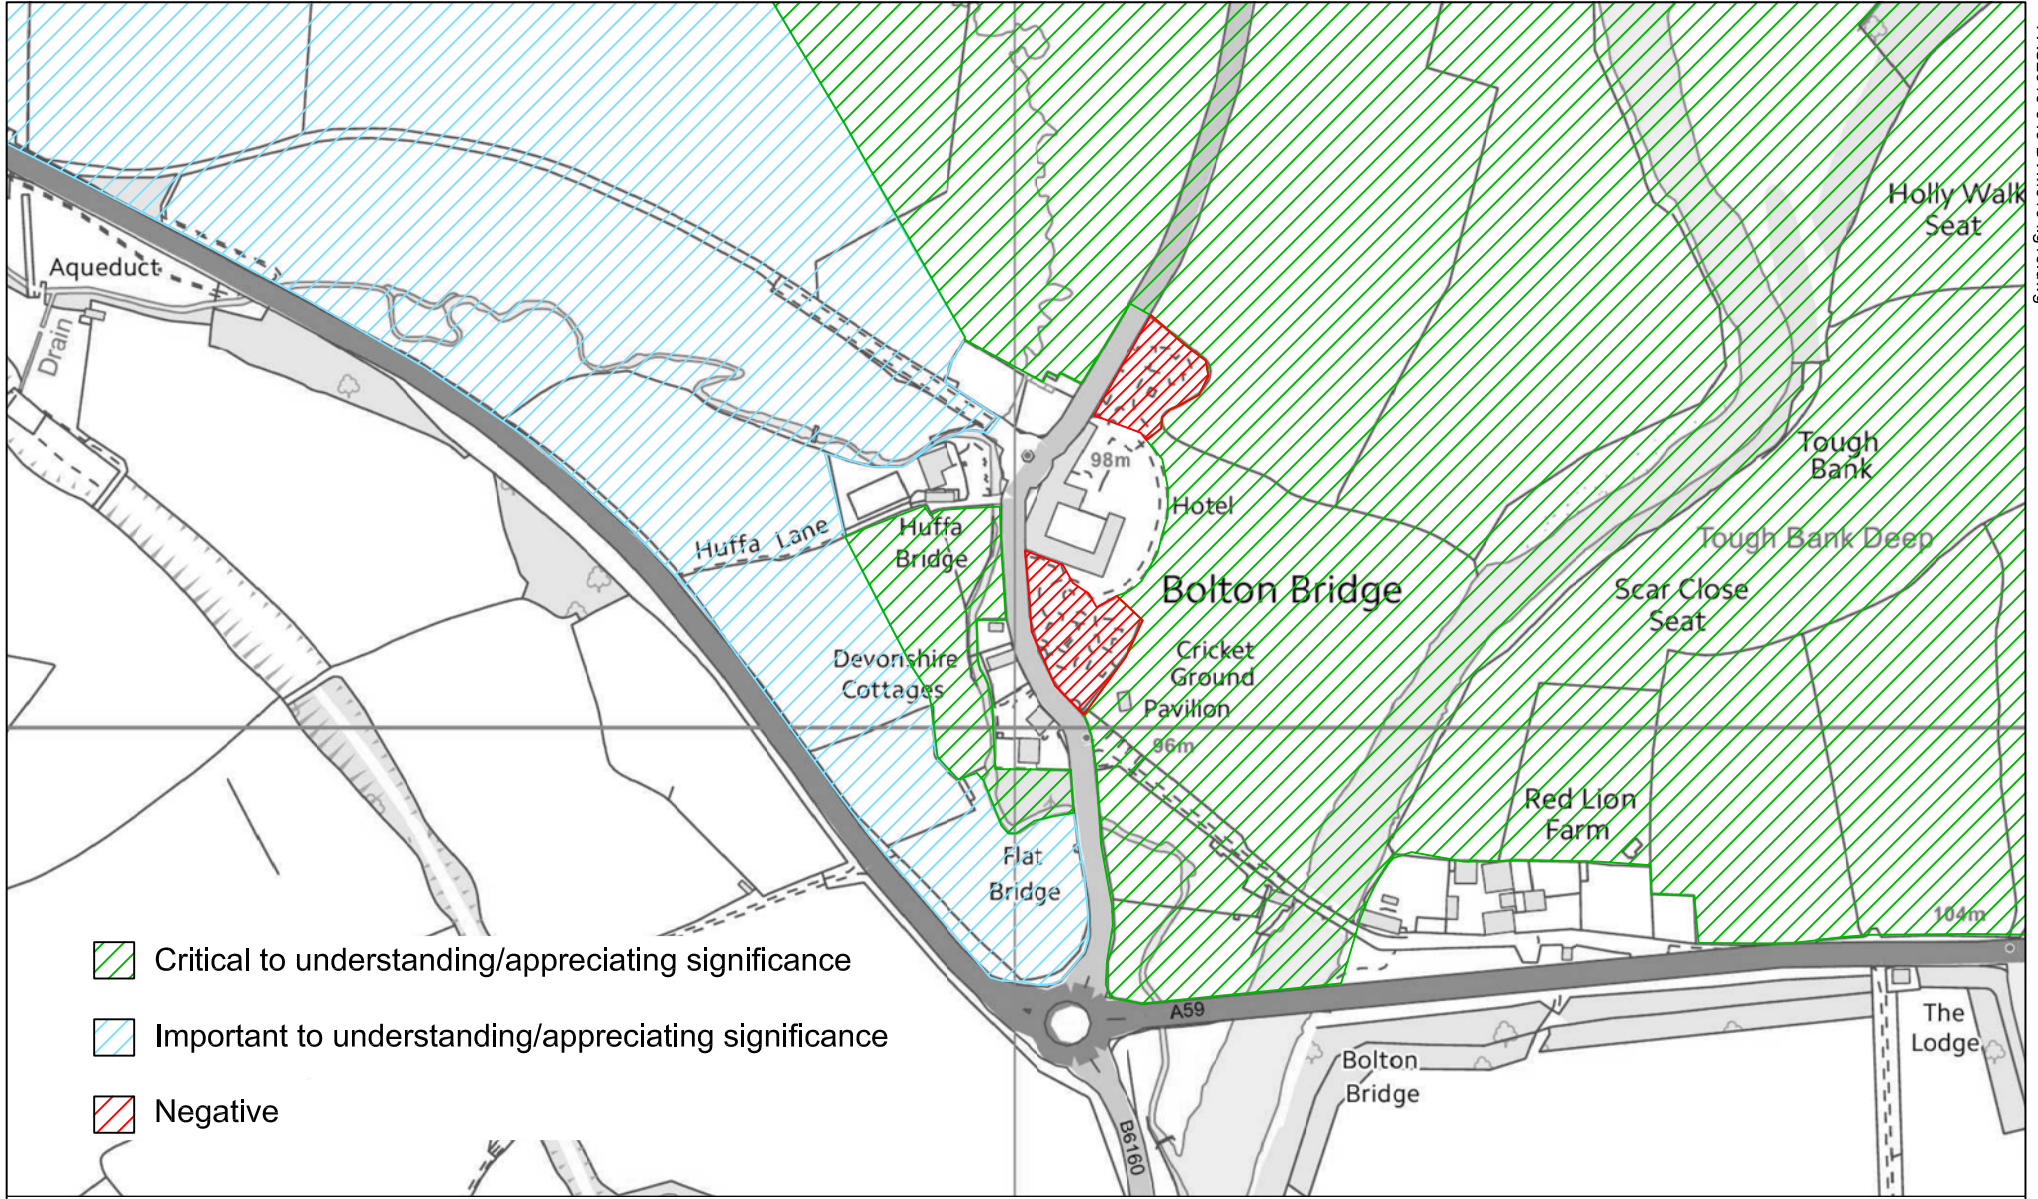 Holly Walk
Seat
Aqueduct
Drain
98m
Tough
Bank
Hotel
Huffa Lane
Huffa
Bridge
Tough Bank Deep
Bolton Bridge
Scar Close
Seat
Devonshire
Cottages
Cricket
Ground
Pavilion
96m
Red Lion
Farm
Flat
Bridge
104m
Critical to understanding/appreciating significance
A59
The
Lodge
Important to understanding/appreciating significance
Bolton
Bridge
Negative
B6160